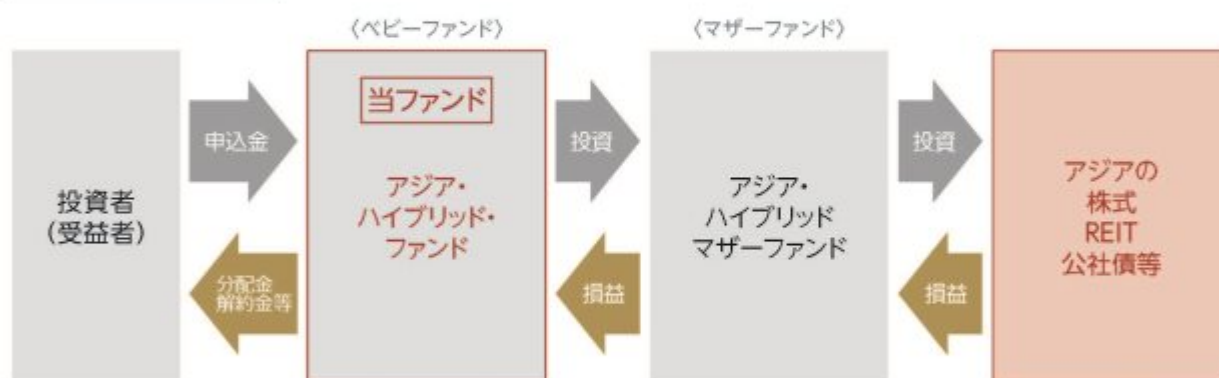 〈ベビーファンド〉
〈マザーファンド〉
投資者
(受益者)
申込金
分配金
解約金等
当ファンド
アジア・
ハイブリッド・
ファンド
投資
損益
アジア・
ハイブリッド
マザーファンド
投資
損益
アジアの
株式
REIT
公社債等